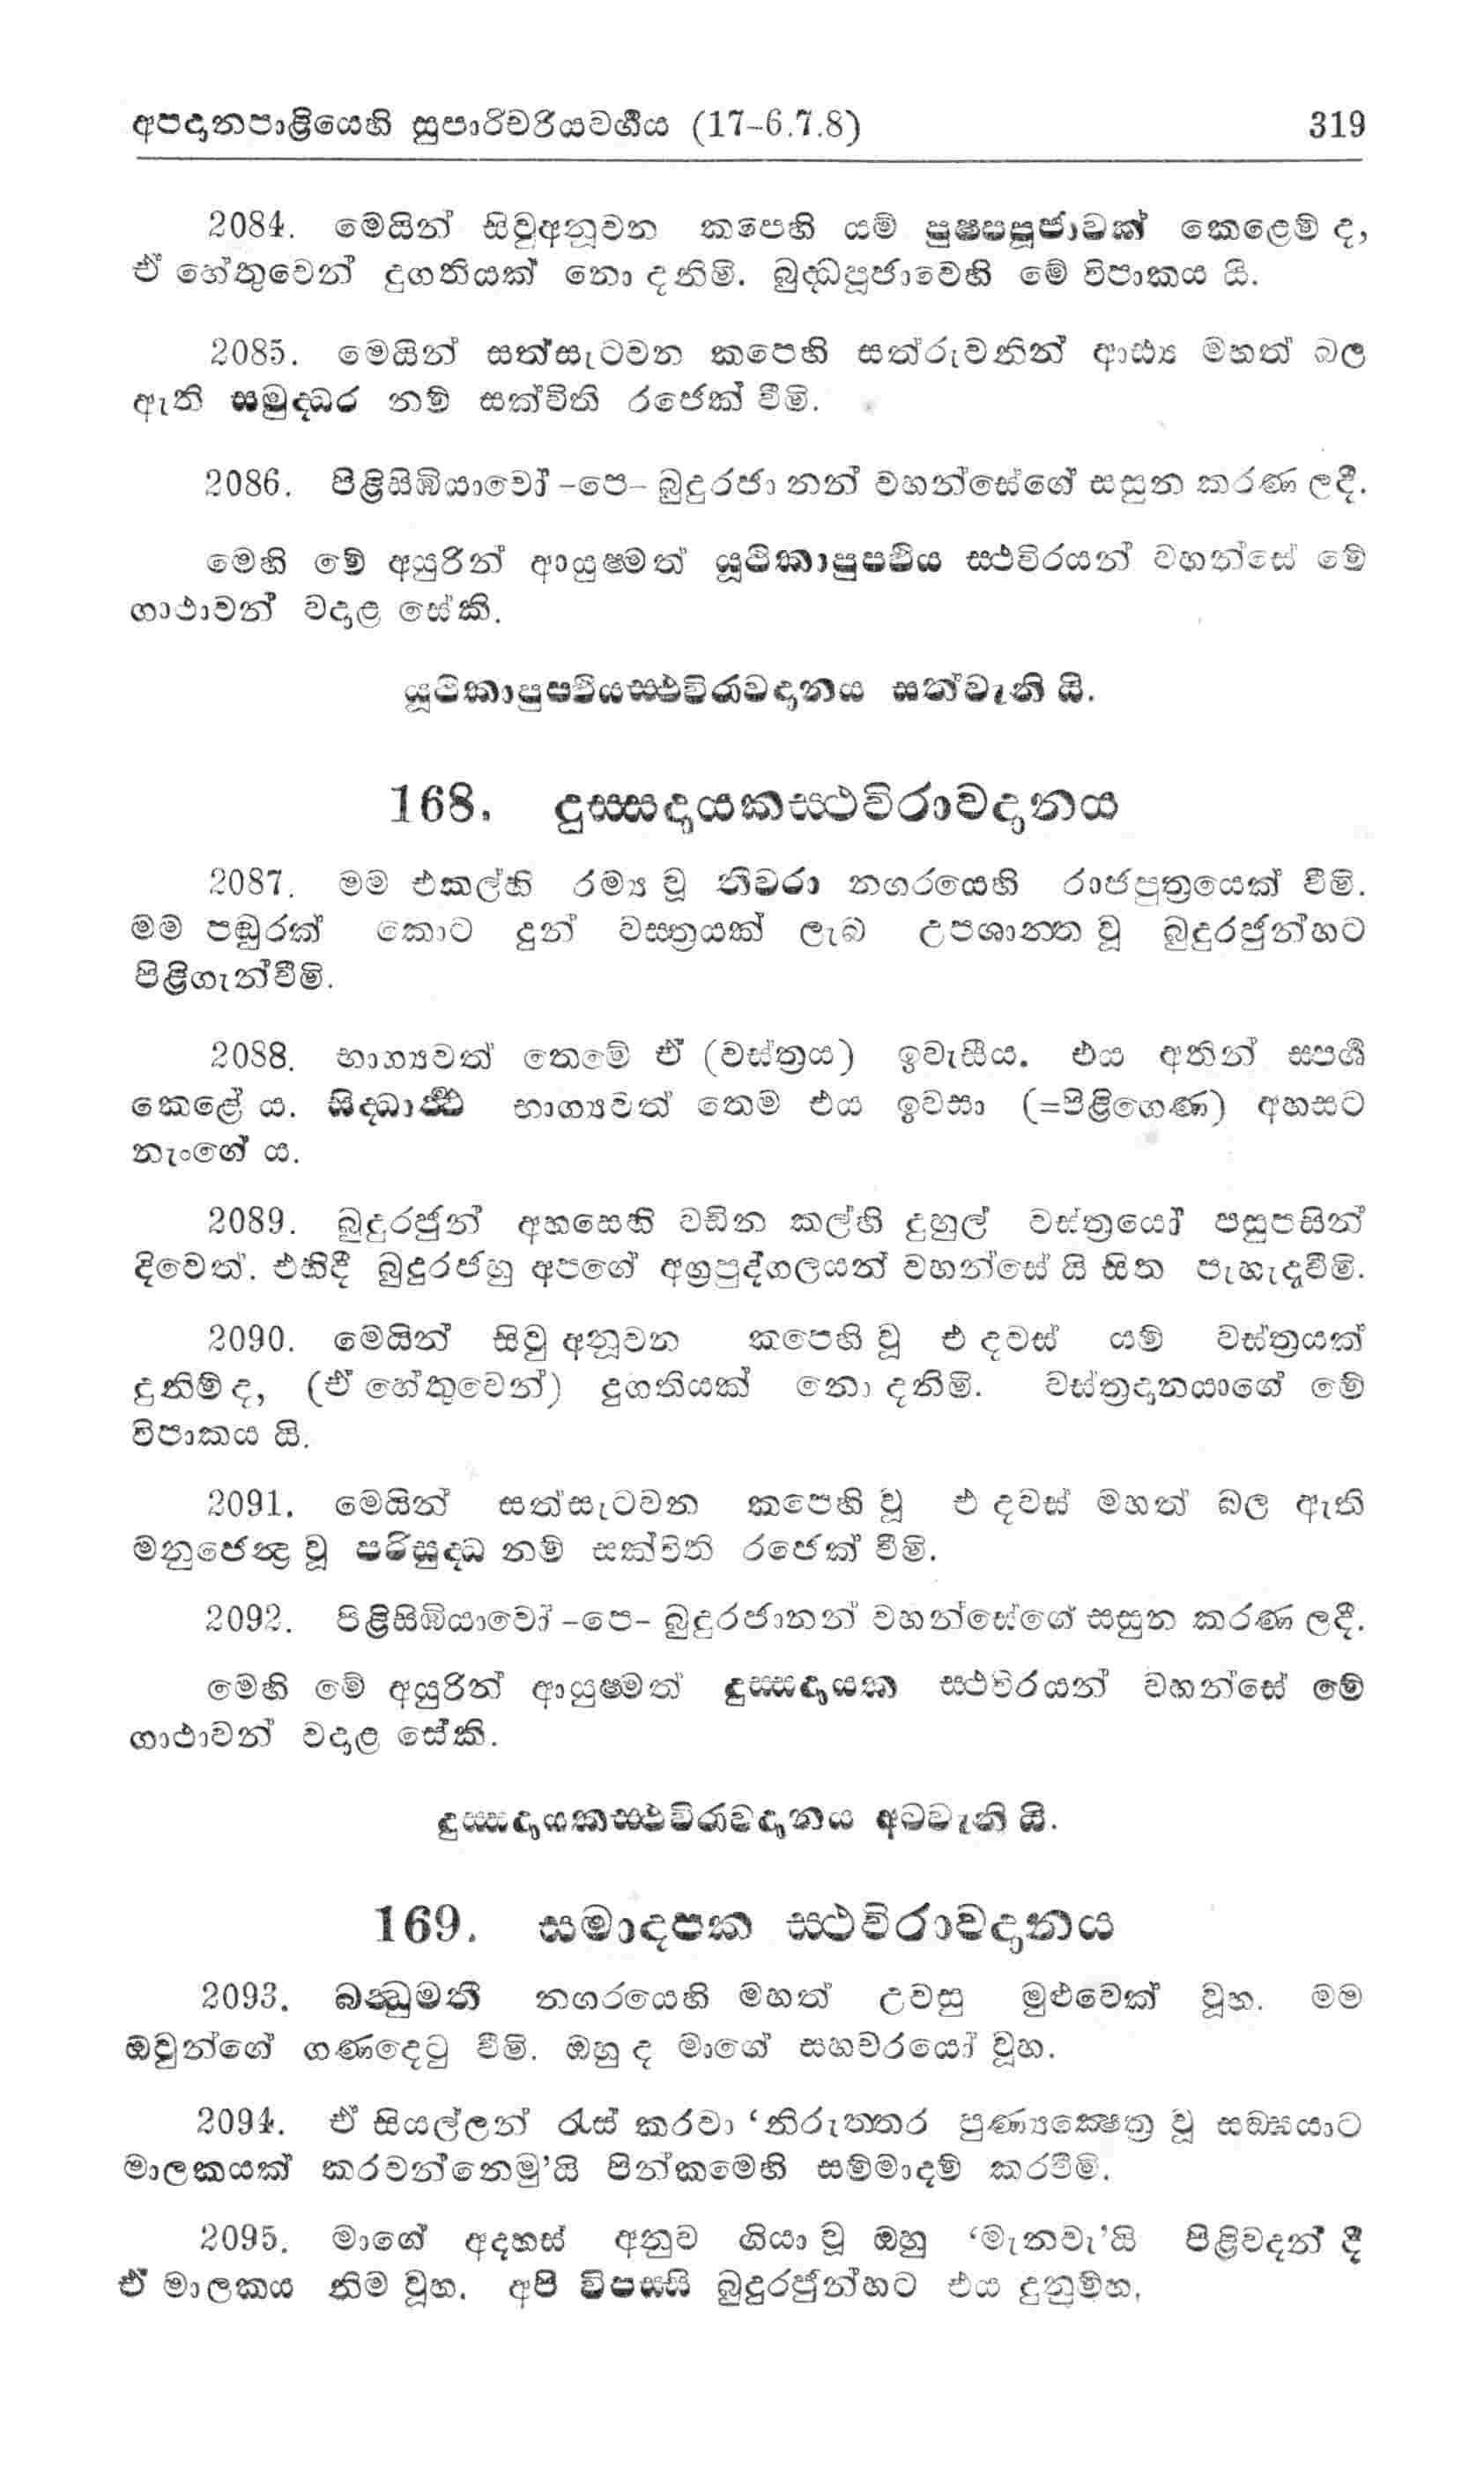 අපදානපාළියෙහි සුපාරිචරියවර්ගය (17-6.7.8) 319
2084. මෙයින් සිවුඅනූවන කපෙහි යම් පුෂ්පපූජාවක් කෙළෙම් ද,
ඒ හේතුවෙන් දුගතියක් නො දනිමි. බුද්ධපූජාවෙහි මේ විපාකය යි.
2085. මෙයින් සත්සැටවන කපෙහි සත්රුවනින් ආඪ්‍ය මහත් බල
ඇති සමුද්ධර නම් සක්විති රජෙක් වීමි.
2086. පිළිසිඹියාවෝ -පෙ- බුදුරජානන් වහන්සේගේ සසුන කරණ ලදී.
මෙහි මේ අයුරින් ආයුෂ්මත් යූථිකාපුප්ඵිය ස්ථවිරයන් වහන්සේ මේ
ගාථාවන් වදාළ සේකි.
යූථිකාපුප්ඵියස්ථවිරාවදානය සත්වැනි යි.
168. දුස්සදායකස්ථවිරාවදානය
2087. මම එකල්හි රම්‍ය වූ තිවරා නගරයෙහි රාජපුත්‍රයෙක් වීමි.
මම පඬුරක් කොට දුන් වස්ත්‍රයක් ලැබ උපශාන්ත වූ බුදුරජුන්හට
පිළිගැන්වීමි.
2088. භාග්‍යවත් තෙමේ ඒ (වස්ත්‍රය) ඉවැසීය. එය අතින් ස්පර්ශ
කෙළේ ය. සිද්ධාර්ථ භාග්‍යවත් තෙම එය ඉවසා (=පිළිගෙණ) අහසට
නැංගේ ය.
2089. බුදුරජුන් අහසෙහි වඩින කල්හි දුහුල් වස්ත්‍රයෝ පසුපසින්
දිවෙත්. එහිදී බුදුරජහු අපගේ අග්‍රපුද්ගලයන් වහන්සේ යි සිත පැහැදූවීමි.
2090. මෙයින් සිවු අනූවන කපෙහි වූ එ දවස් යම් වස්ත්‍රයක්
දුනිම් ද, (ඒ හේතුවෙන්) දුගතියක් නො දනිමි. වස්ත්‍රදානයාගේ මේ
විපාකය යි.
2091. මෙයින් සත්සැටවන කපෙහි වූ එ දවස් මහත් බල ඇති
මනුජෙන්ද්‍ර වූ පරිසුද්ධ නම් සක්විති රජෙක් වීමි.
2092. පිළිසිඹියාවෝ -පෙ- බුදුරජානන් වහන්සේගේ සසුන කරණ ලදී.
මෙහි මේ අයුරින් ආයුෂ්මත් දුස්සදායක ස්ථවිරයන් වහන්සේ මේ
ගාථාවන් වදාළ සේකි.
දුස්සදායකස්ථවිරාවදානය අටවැනි යි.
169. සමාදපක ස්ථවිරාවදානය
2093. බන්ධුමතී නගරයෙහි මහත් උවසු මුළුවෙක් වූහ. මම
ඔවුන්ගේ ගණදෙටු වීමි. ඔහු ද මාගේ සහචරයෝ වූහ.
2094. ඒ සියල්ලන් රැස් කරවා ‘නිරුත්තර පුණ්‍යක්ෂෙත්‍ර වූ සඞ්ඝයාට
මාලකයක් කරවන්නෙමු’යි පින්කමෙහි සම්මාදම් කරවීමි.
2095. මාගේ අදහස් අනුව ගියා වූ ඔහු ‘මැනවැ’යි පිළිවදන් දී
ඒ මාලකය නිම වූහ. අපි විපස්සි බුදුරජුන්හට එය දුනුම්හ.